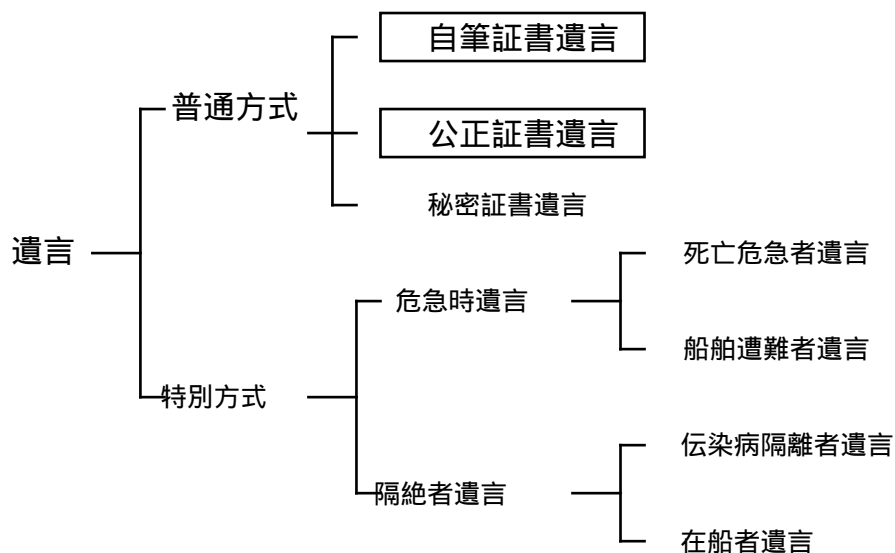 自筆証書遺言
普通方式
公正証書遺言
秘密証書遺言
遺言
死亡危急者遺言
危急時遺言
船舶遭難者遺言
特別方式
伝染病隔離者遺言
隔絶者遺言
在船者遺言